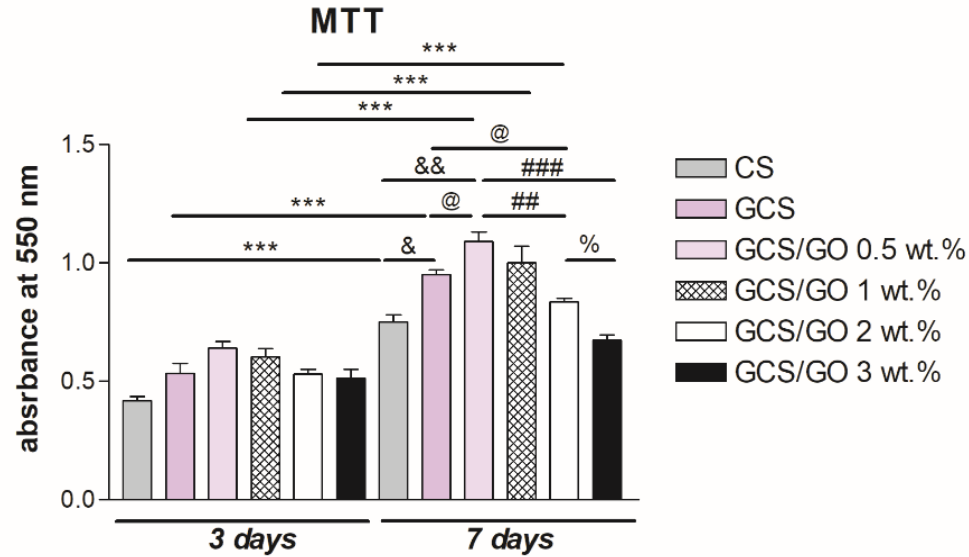 MTT
***
***
***
@
&&
###
***
@
##
***
&
%
absrbance at 550 nm
1.5
1.0
0.5
0.0
3 days
7 days
CS
GCS
GCS/GO 0.5 wt.%
GCS/GO 1 wt.%
GCS/GO 2 wt.%
GCS/GO 3 wt.%